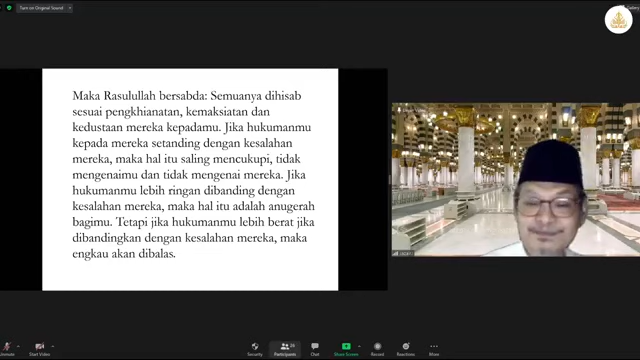 Turn on Original Sound
Maka Rasulullah bersabda: Semuanya dihisab
sesuai pengkhianatan, kemaksiatan dan
kedustaan mereka kepadamu. Jika hukumanmu
kepada mereka setanding dengan kesalahan
mereka, maka hal itu saling mencukupi, tidak
mengenaimu dan tidak mengenai mereka. Jika
hukumanmu lebih ringan dibanding dengan
kesalahan mereka, maka hal itu adalah anugerah
bagimu. Tetapi jika hukumanmu lebih berat jika
dibandingkan dengan kesalahan mereka, maka
engkau akan dibalas.
Unmute
Start Video
Security
Participants
Chat
Share Screen
Record
Reactions
More